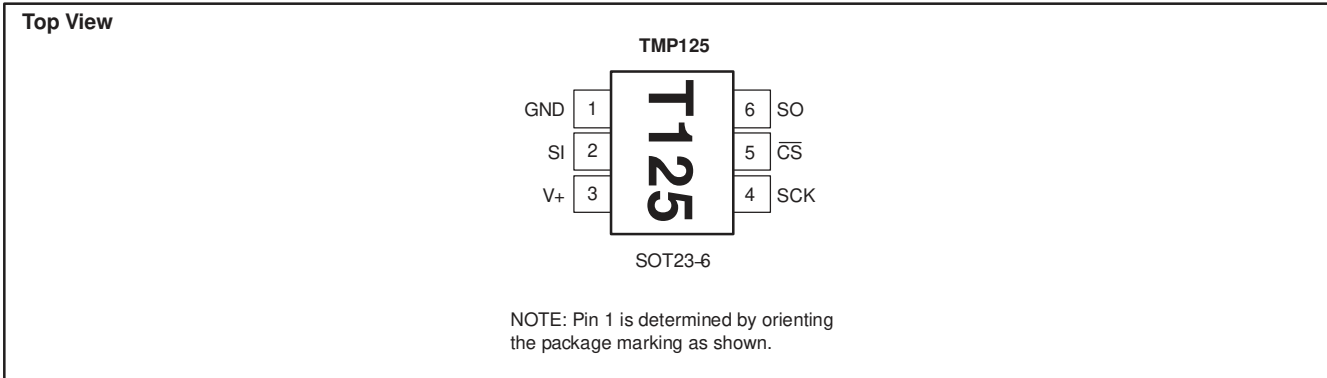 Top View
TMP125
GND 1 6 SO
SI 2 5 C̅S̅
V+ 3 4 SCK
T125
SOT23-6
NOTE: Pin 1 is determined by orienting
the package marking as shown.